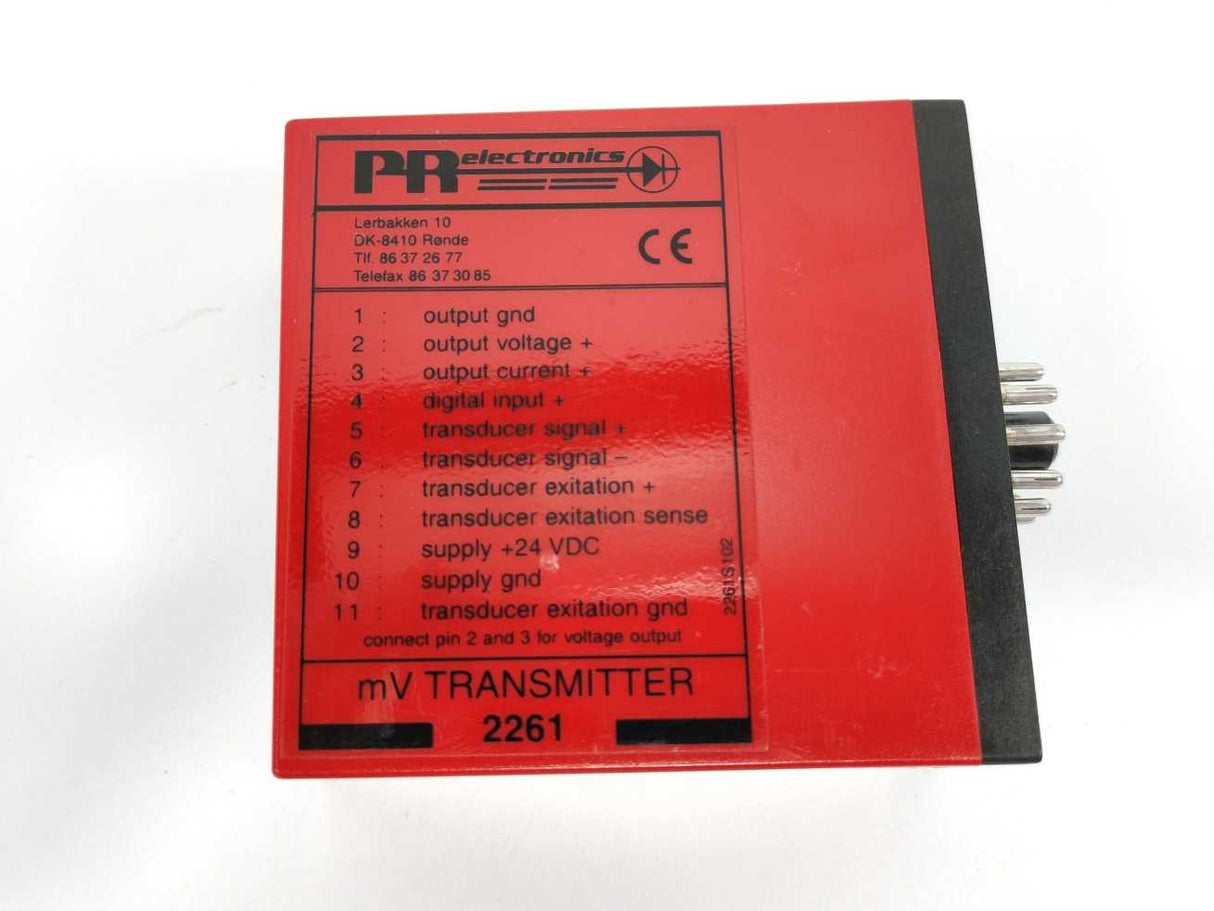 PR electronics
Lerbakken 10
DK-8410 Rønde
Tlf. 86 37 26 77
Telefax 86 37 30 85
CE
1 : output gnd
2 : output voltage +
3 : output current +
4 : digital input +
5 : transducer signal +
6 : transducer signal −
7 : transducer exitation +
8 : transducer exitation sense
9 : supply +24 VDC
10 : supply gnd
11 : transducer exitation gnd
connect pin 2 and 3 for voltage output
2261S102
mV TRANSMITTER
2261